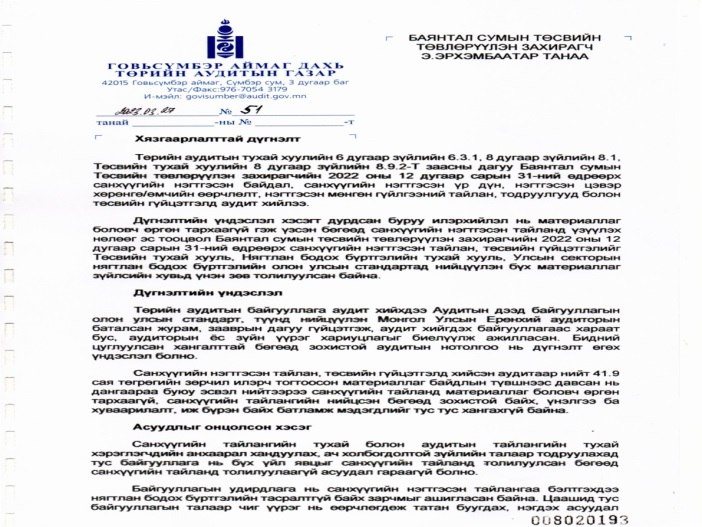 БАЯНТАЛ СУМЫН ТӨСВИЙН
ТӨВЛӨРҮҮЛЭН ЗАХИРАГЧ
Э.ЭРХЭМБААТАР ТАНАА
ГОВЬСҮМБЭР АЙМАГ ДАХЬ
ТӨРИЙН АУДИТЫН ГАЗАР
42015 Говьсүмбэр аймаг, Сүмбэр сум, 3 дугаар баг
Утас/Факс:976-7054 3179
И-мэйл: govisumber@audit.gov.mn
2023.03.27 № 51
танай -ны № -т
Хязгаарлалттай дүгнэлт
Төрийн аудитын тухай хуулийн 6 дугаар зүйлийн 6.3.1, 8 дугаар зүйлийн 8.1,
Төсвийн тухай хуулийн 8 дугаар зүйлийн 8.9.2-Т заасны дагуу Баянтал сумын
Төсвийн төвлөрүүлэн захирагчийн 2022 оны 12 дугаар сарын 31-ний өдрөөрх
санхүүгийн нэгтгэсэн байдал, санхүүгийн нэгтгэсэн үр дүн, нэгтгэсэн цэвэр
хөрөнгө/өмчийн өөрчлөлт, нэгтгэсэн мөнгөн гүйлгээний тайлан, тодруулгууд болон
төсвийн гүйцэтгэлд аудит хийлээ.
Дүгнэлтийн үндэслэл хэсэгт дурдсан буруу илэрхийлэл нь материаллаг
боловч өргөн тархаагүй гэж үзсэн бөгөөд санхүүгийн нэгтгэсэн тайланд үзүүлэх
нөлөөг эс тооцвол Баянтал сумын төсвийн төвлөрүүлэн захирагчийн 2022 оны 12
дугаар сарын 31-ний өдрөөрх санхүүгийн нэгтгэсэн тайлан, төсвийн гүйцэтгэлийг
Төсвийн тухай хууль, Нягтлан бодох бүртгэлийн тухай хууль, Улсын секторын
нягтлан бодох бүртгэлийн олон улсын стандартад нийцүүлэн бүх материаллаг
зүйлсийн хувьд үнэн зөв толилуулсан байна.
Дүгнэлтийн үндэслэл
Төрийн аудитын байгууллага аудит хийхдээ Аудитын дээд байгууллагын
олон улсын стандарт, түүнд нийцүүлэн Монгол Улсын Ерөнхий аудиторын
баталсан журам, зааврын дагуу гүйцэтгэж, аудит хийгдэх байгууллагаас хараат
бус, аудиторын ёс зүйн үүрэг хариуцлагыг биелүүлж ажилласан. Бидний
цуглуулсан хангалттай бөгөөд зохистой аудитын нотолгоо нь дүгнэлт өгөх
үндэслэл болно.
Санхүүгийн нэгтгэсэн тайлан, төсвийн гүйцэтгэлд хийсэн аудитаар нийт 41.9
сая төгрөгийн зөрчил илэрч тогтоосон материаллаг байдлын түвшнээс давсан нь
дангаараа буюу эсвэл нийтээрээ санхүүгийн тайланд материаллаг боловч өргөн
тархаагүй, санхүүгийн тайлангийн нийцсэн бөгөөд зохистой байх, үнэлгээ ба
хуваарилалт, иж бүрэн байх батламж мэдэгдлийг тус тус хангахгүй байна.
Асуудлыг онцолсон хэсэг
Санхүүгийн тайлангийн тухай болон аудитын тайлангийн тухай
хэрэглэгчдийн анхаарал хандуулах, ач холбогдолтой зүйлийн талаар тодруулахад
тус байгууллага нь бүх үйл явцыг санхүүгийн тайланд толилуулсан бөгөөд
санхүүгийн тайланд толилуулаагүй асуудал гараагүй болно.
Байгууллагын удирдлага нь санхүүгийн тайлангаа бэлтгэхдээ
нягтлан бодох бүртгэлийн тасралтгүй байх зарчмыг ашигласан байна. Цаашид тус
байгууллагын талаар чиг үүрэг нь өөрчлөгдөж татан буугдах, нэгдэх асуудал
008020193